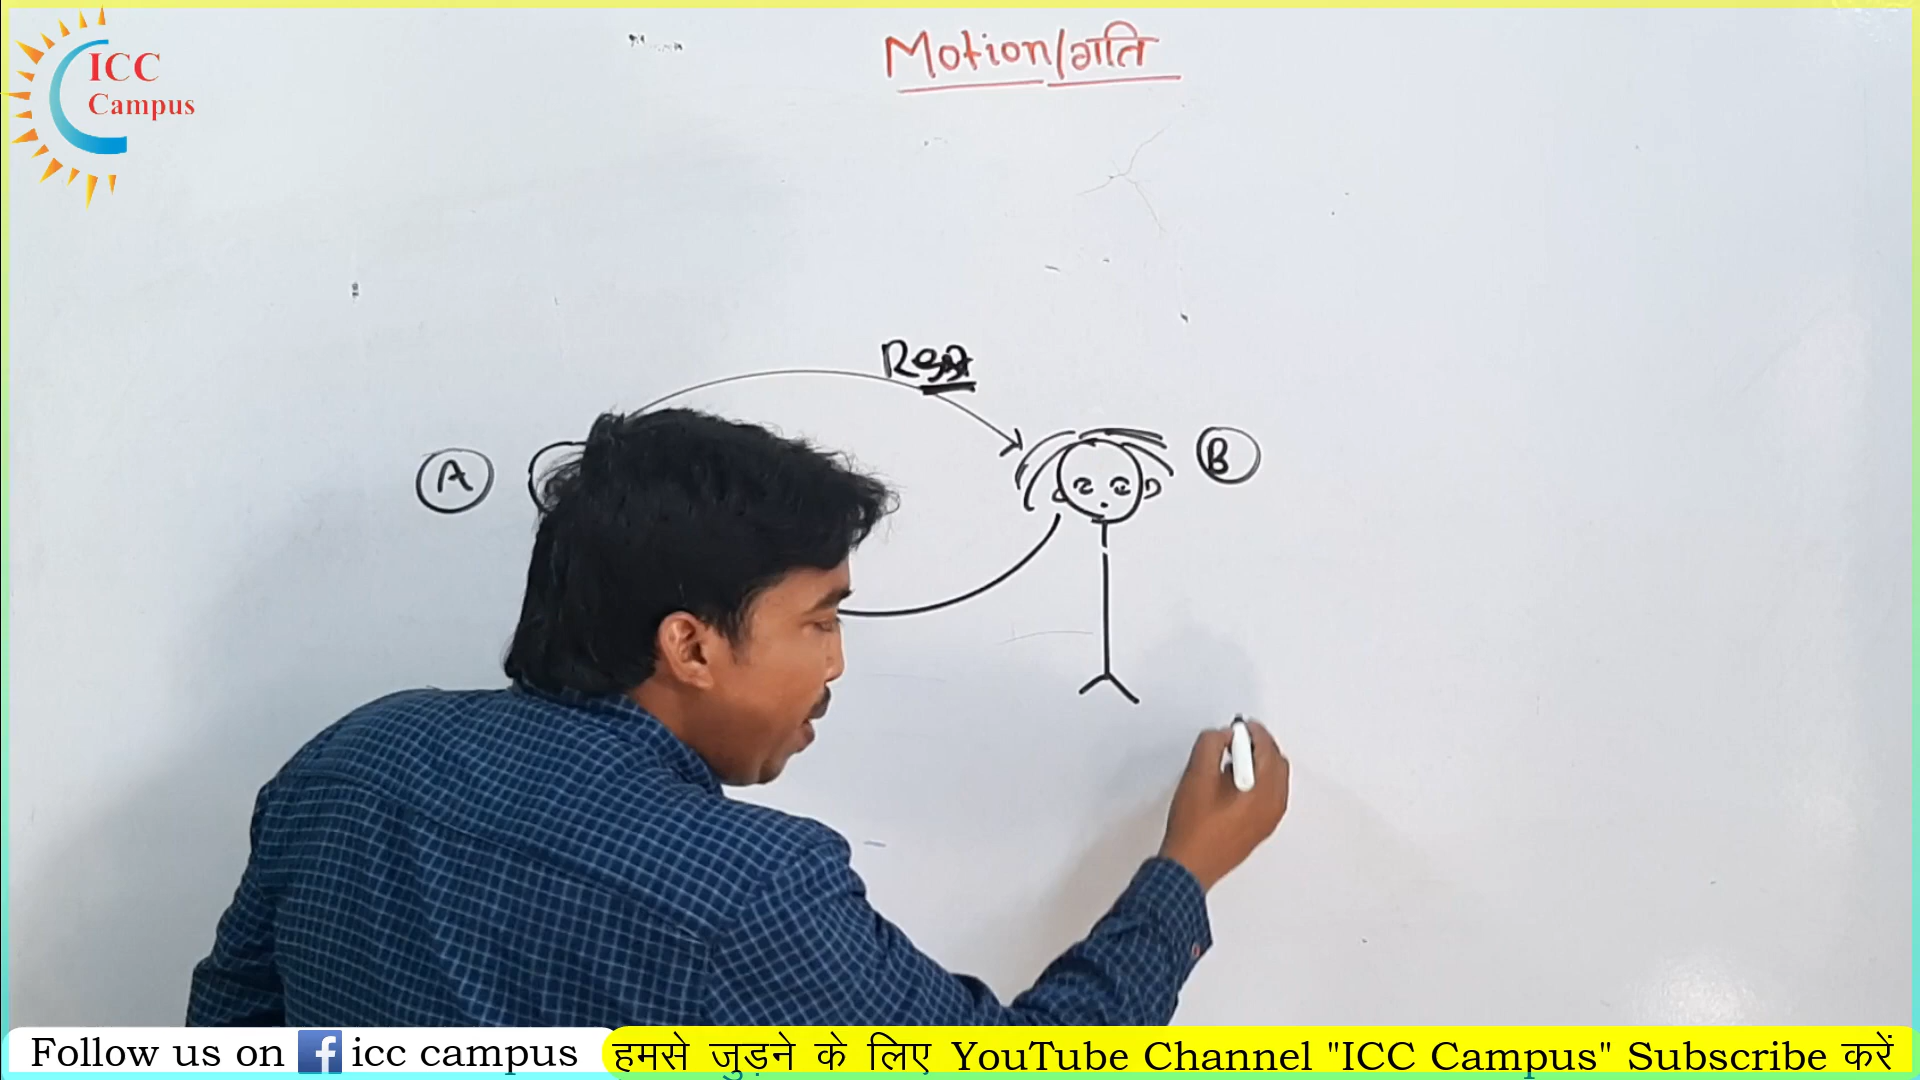 ICC
Campus
Motion/गति
Rest
A
B
Follow us on f icc campus
हमसे जुड़ने के लिए YouTube Channel "ICC Campus" Subscribe करें